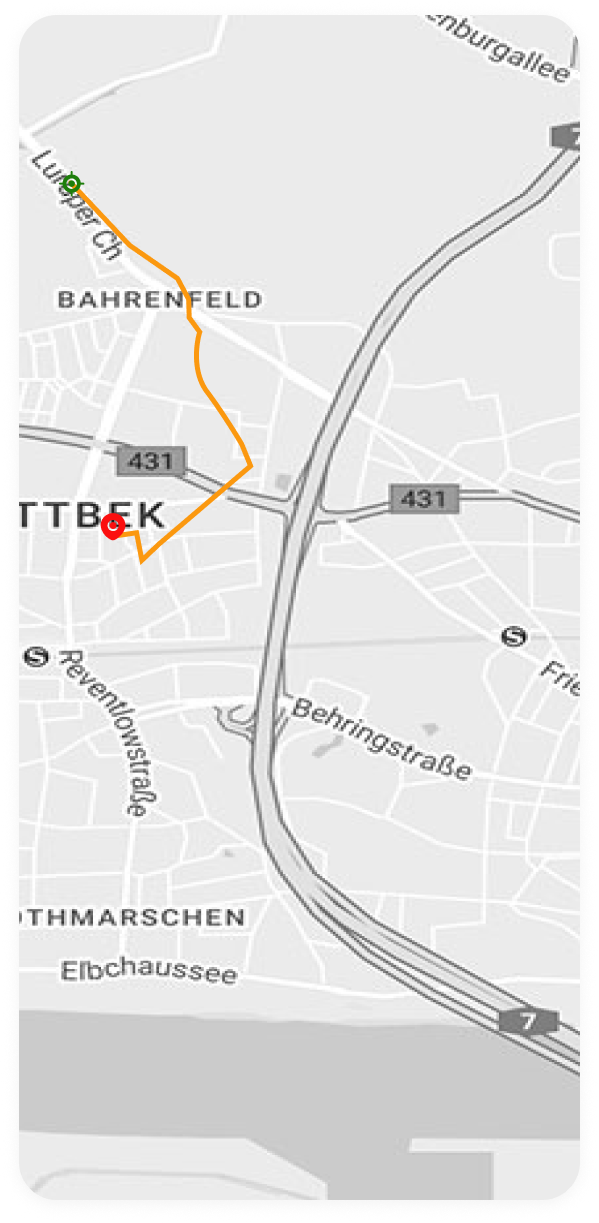 enburgallee
7
Luruper Ch
BAHRENFELD
431
431
TTBEK
S
S
Frie
Reventlowstraße
Behringstraße
OTHMARSCHEN
Elbchaussee
7